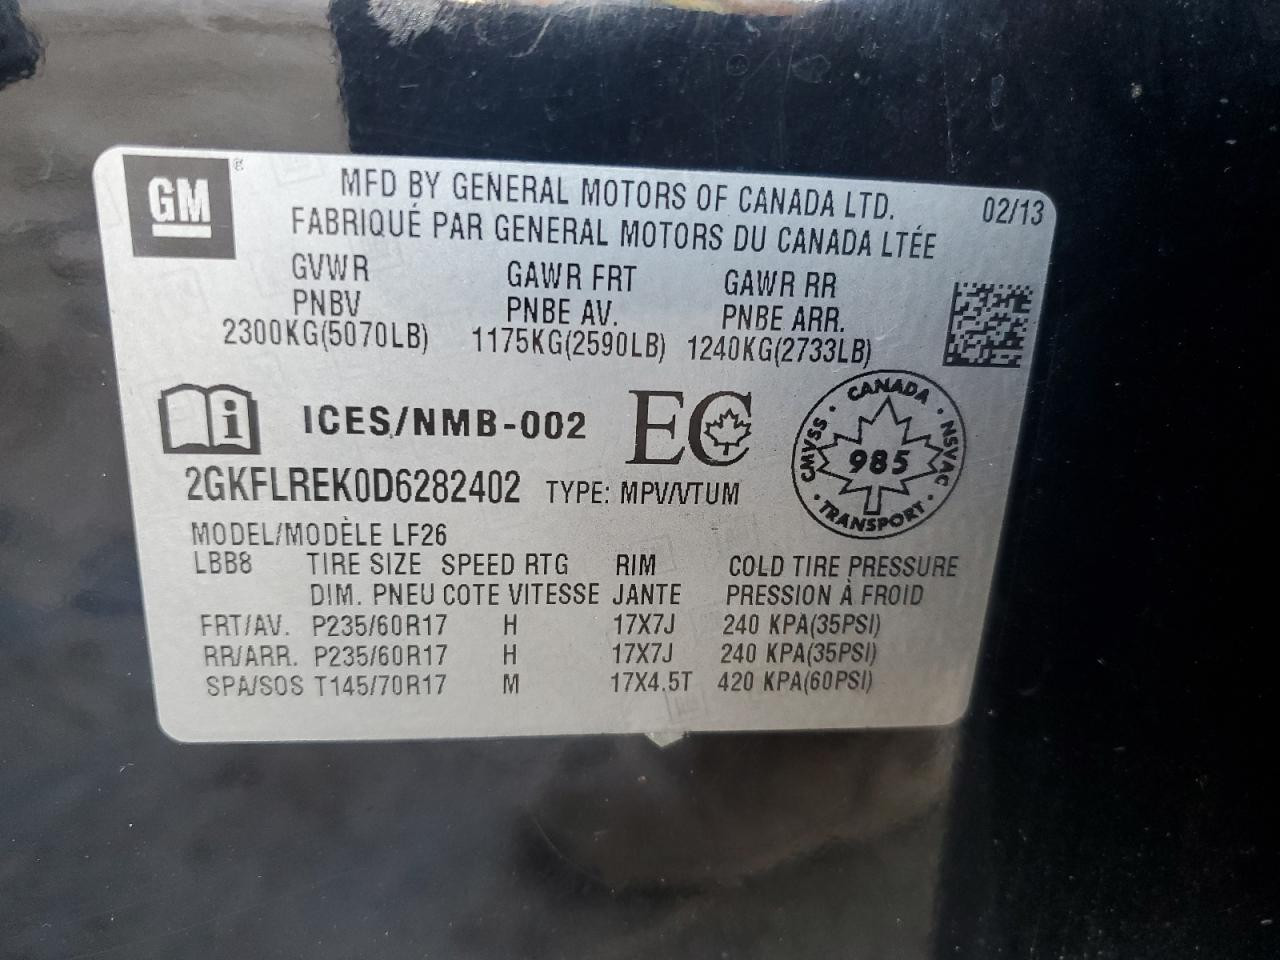 GM
MFD BY GENERAL MOTORS OF CANADA LTD. 02/13
FABRIQUÉ PAR GENERAL MOTORS DU CANADA LTÉE
GVWR GAWR FRT GAWR RR
PNBV PNBE AV. PNBE ARR.
2300KG(5070LB) 1175KG(2590LB) 1240KG(2733LB)
i ICES/NMB-002 EC
CANADA · NSVAC · TRANSPORT · CMVSS ·
985
2GKFLREK0D6282402 TYPE: MPV/VTUM
MODEL/MODÈLE LF26
LBB8 TIRE SIZE SPEED RTG RIM COLD TIRE PRESSURE
DIM. PNEU COTE VITESSE JANTE PRESSION À FROID
FRT/AV. P235/60R17 H 17X7J 240 KPA(35PSI)
RR/ARR. P235/60R17 H 17X7J 240 KPA(35PSI)
SPA/SOS T145/70R17 M 17X4.5T 420 KPA(60PSI)